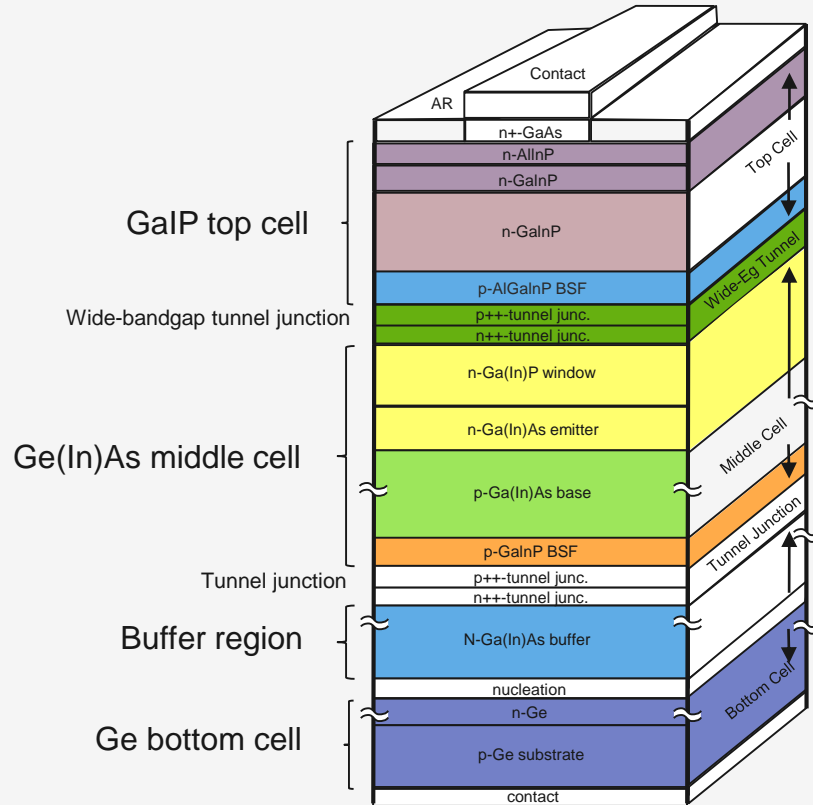 Contact
AR
n+-GaAs
n-AlInP
n-GaInP
n-GaInP
p-AlGaInP BSF
p++-tunnel junc.
n++-tunnel junc.
n-Ga(In)P window
n-Ga(In)As emitter
p-Ga(In)As base
p-GaInP BSF
p++-tunnel junc.
n++-tunnel junc.
N-Ga(In)As buffer
nucleation
n-Ge
p-Ge substrate
contact
GaIP top cell
Wide-bandgap tunnel junction
Ge(In)As middle cell
Tunnel junction
Buffer region
Ge bottom cell
Top Cell
Wide-Eg Tunnel
Middle Cell
Tunnel Junction
Bottom Cell